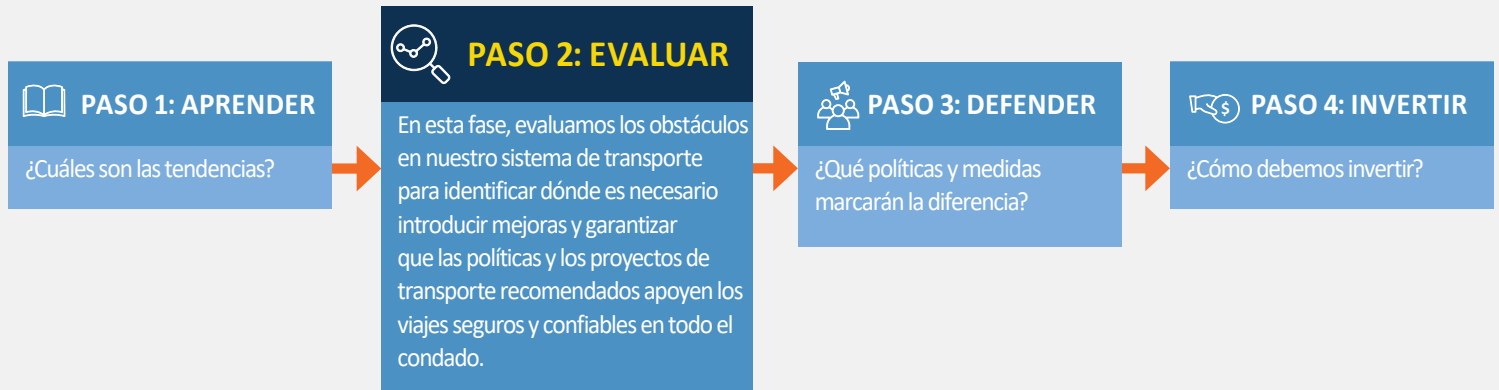 PASO 1: APRENDER
¿Cuáles son las tendencias?
PASO 2: EVALUAR
En esta fase, evaluamos los obstáculos
en nuestro sistema de transporte
para identificar dónde es necesario
introducir mejoras y garantizar
que las políticas y los proyectos de
transporte recomendados apoyen los
viajes seguros y confiables en todo el
condado.
PASO 3: DEFENDER
¿Qué políticas y medidas
marcarán la diferencia?
PASO 4: INVERTIR
¿Cómo debemos invertir?